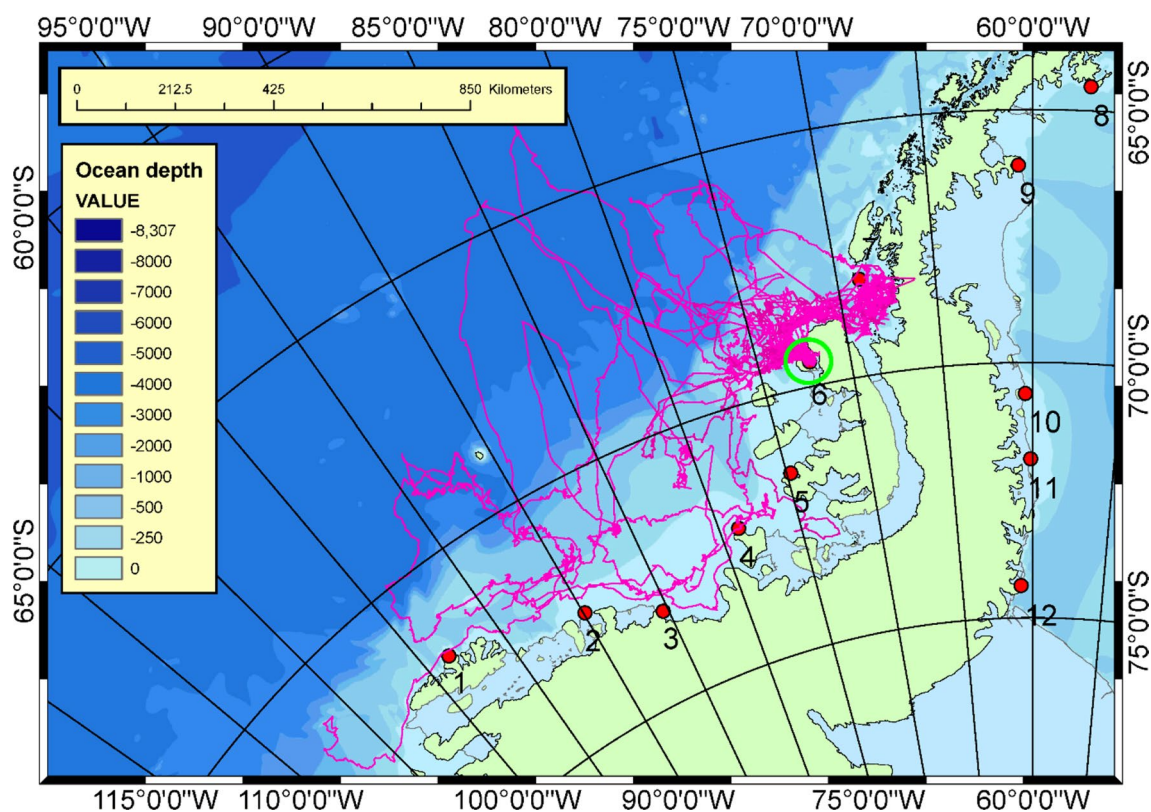 95°0'0"W 90°0'0"W 85°0'0"W 80°0'0"W 75°0'0"W 70°0'0"W 60°0'0"W
0 212.5 425 850 Kilometers
Ocean depth
VALUE
-8,307
-8000
-7000
-6000
-5000
-4000
-3000
-2000
-1000
-500
-250
0
60°0'0"S
65°0'0"S
65°0'0"S
70°0'0"S
75°0'0"S
8
9
7
6
10
5
11
4
12
2
3
1
115°0'0"W 110°0'0"W 100°0'0"W 90°0'0"W 75°0'0"W 60°0'0"W